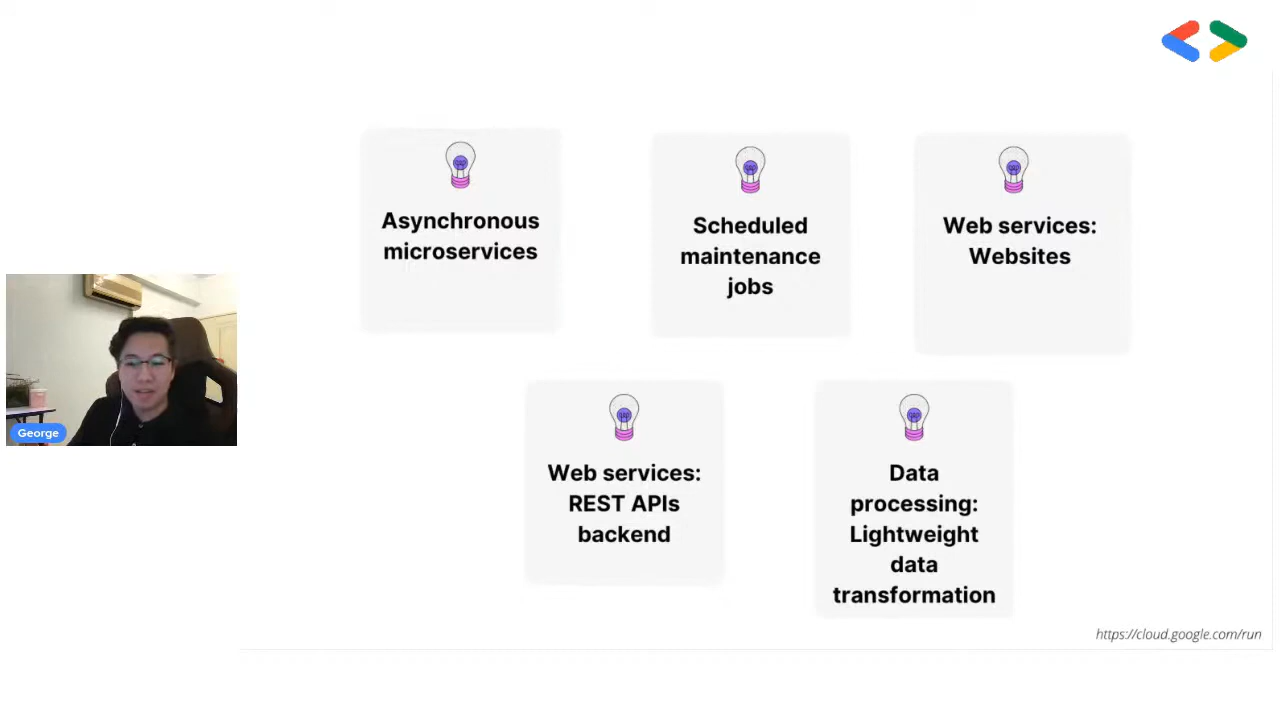 Asynchronous
microservices
Scheduled
maintenance
jobs
Web services:
Websites
Web services:
REST APIs
backend
Data
processing:
Lightweight
data
transformation
George
https://cloud.google.com/run